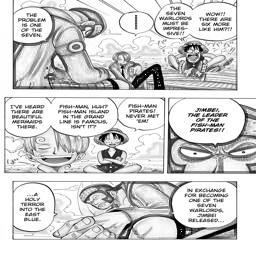 WOW!!
THERE ARE
SIX MORE
LIKE HIM?!!
THE
SEVEN
WARLORDS
MUST BE
IMPRES-
SIVE!!
THE
PROBLEM
IS ONE
OF THE
SEVEN.
JIMBEI,
THE LEADER
OF THE
FISH-MAN
PIRATES!!
FISH-MAN
PIRATES!
NEVER MET
'EM!
FISH-MAN, HUH?
FISH-MAN ISLAND
IN THE GRAND
LINE IS FAMOUS,
ISN'T IT?
I'VE HEARD
THERE ARE
BEAUTIFUL
MERMAIDS
THERE.
IN EXCHANGE
FOR BECOMING
ONE OF THE
SEVEN
WARLORDS,
JIMBEI
RELEASED...
...A
HOLY
TERROR
INTO THE
EAST
BLUE.